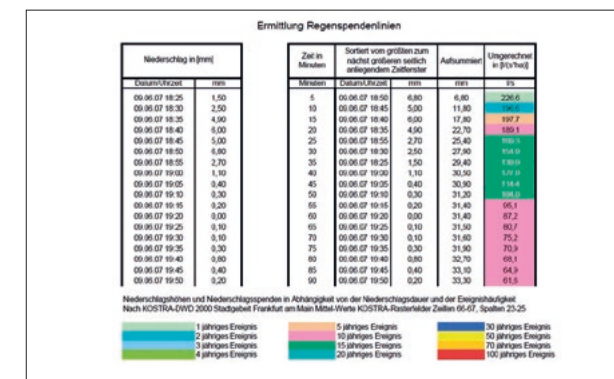 Ermittlung Regenspendenlinien
Niederschlag in [mm]
Datum/Uhrzeit mm
09.06.07 18:25 1,50
09.06.07 18:30 2,50
09.06.07 18:35 4,90
09.06.07 18:40 6,00
09.06.07 18:45 5,00
09.06.07 18:50 6,80
09.06.07 18:55 2,70
09.06.07 19:00 1,10
09.06.07 19:05 0,40
09.06.07 19:10 0,30
09.06.07 19:15 0,20
09.06.07 19:20 0,00
09.06.07 19:25 0,10
09.06.07 19:30 0,10
09.06.07 19:35 0,30
09.06.07 19:40 0,80
09.06.07 19:45 0,40
09.06.07 19:50 0,20
Zeit in Minuten Sortiert vom größten zum nächst größeren seitlich anliegendem Zeitfenster Aufsummiert Umgerechnet in [l/(s*ha)]
Minuten Datum/Uhrzeit mm mm l/s
5 09.06.07 18:50 6,80 6,80 226,6
10 09.06.07 18:45 5,00 11,80 196,6
15 09.06.07 18:40 6,00 17,80 197,7
20 09.06.07 18:35 4,90 22,70 189,1
25 09.06.07 18:55 2,70 25,40 169,3
30 09.06.07 18:30 2,50 27,90 154,9
35 09.06.07 18:25 1,50 29,40 139,9
40 09.06.07 19:00 1,10 30,50
45 09.06.07 19:05 0,40 30,90 114,4
50 09.06.07 19:10 0,30 31,20 104,0
55 09.06.07 19:15 0,20 31,40 95,1
60 09.06.07 19:20 0,00 31,40 87,2
65 09.06.07 19:25 0,10 31,50 80,7
70 09.06.07 19:30 0,10 31,60 75,2
75 09.06.07 19:35 0,30 31,90 70,9
80 09.06.07 19:40 0,80 32,70 68,1
85 09.06.07 19:45 0,40 33,10 64,9
90 09.06.07 19:50 0,20 33,30 61,6
Niederschlagshöhen und Niederschlagsspenden in Abhängigkeit von der Niederschlagsdauer und der Ereignishäufigkeit
Nach KOSTRA-DWD 2000 Stadtgebeit Frankfurt am Main Mittel-Werte KOSTRA-Rasterfelder Zeillen 66-67, Spalten 23-25
1 jähriges Ereignis 5 jähriges Ereignis 30 jähriges Ereignis
2 jähriges Ereignis 10 jähriges Ereignis 50 jähriges Ereignis
3 jähriges Ereignis 15 jähriges Ereignis 70 jähriges Ereignis
4 jähriges Ereignis 20 jähriges Ereignis 100 jähriges Ereignis